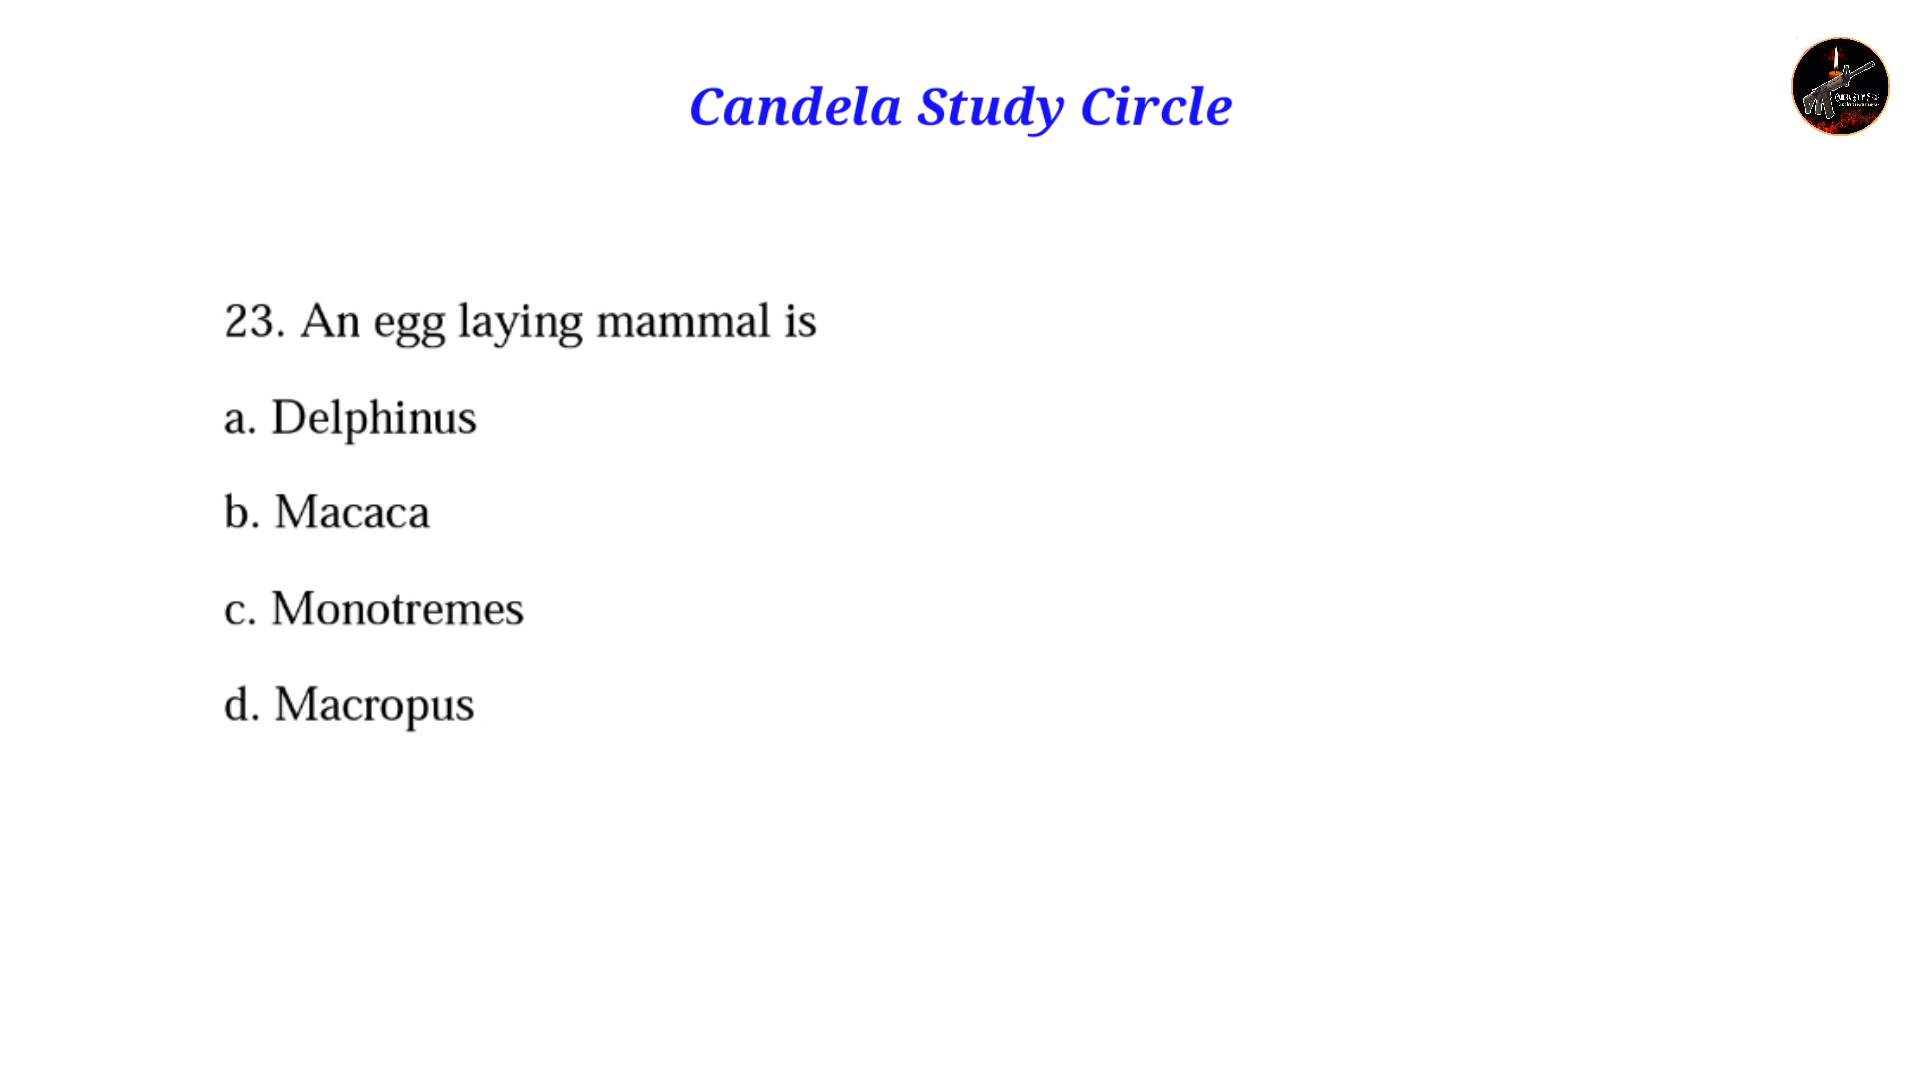 Candela Study Circle
23. An egg laying mammal is
a. Delphinus
b. Macaca
c. Monotremes
d. Macropus